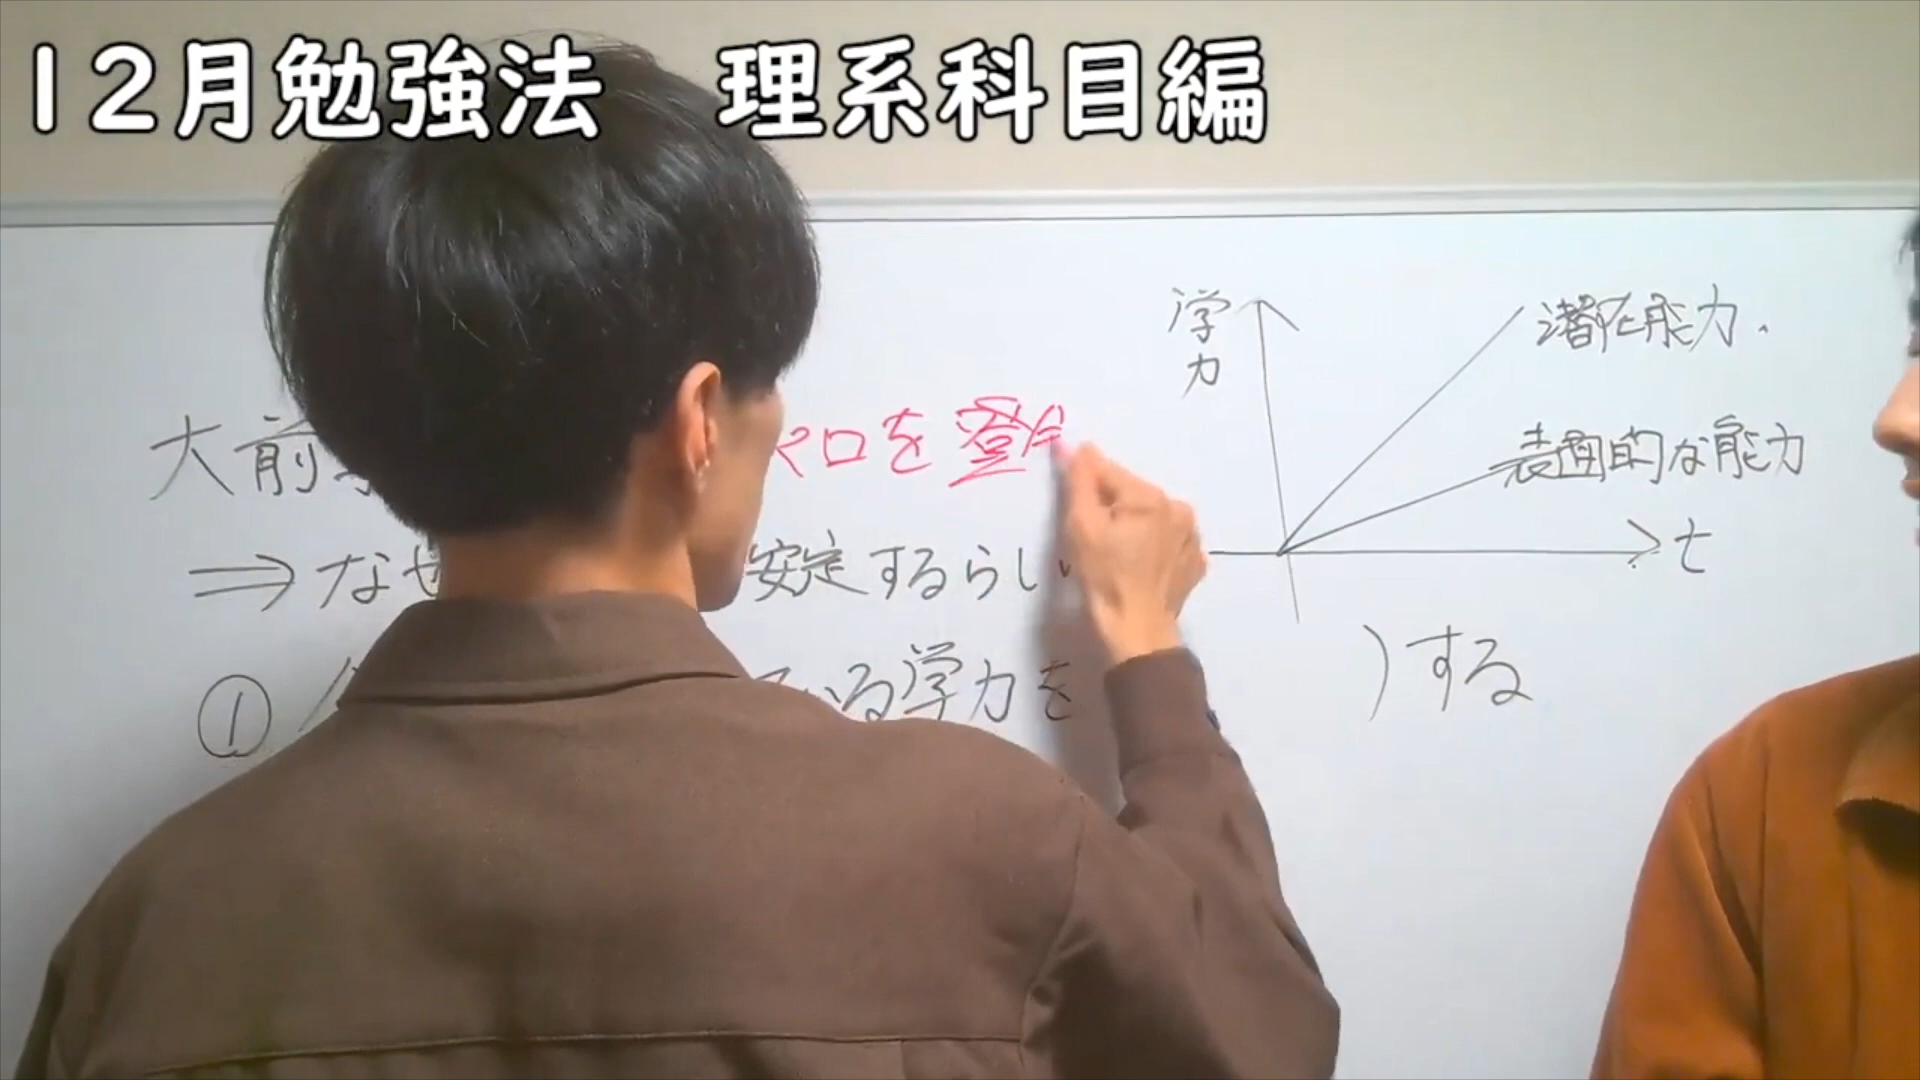 12月勉強法 理系科目編
大前
マロを登
⇒なぜ 安定するらし
① いる学力を )する
学力
潜在能力.
表面的な能力
t